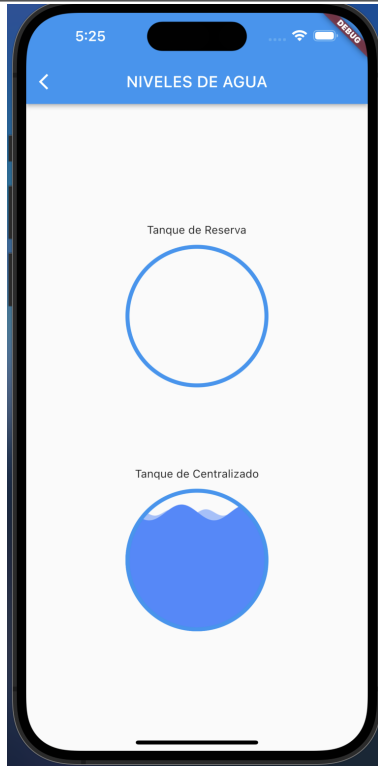 5:25
DEBUG
NIVELES DE AGUA
Tanque de Reserva
Tanque de Centralizado